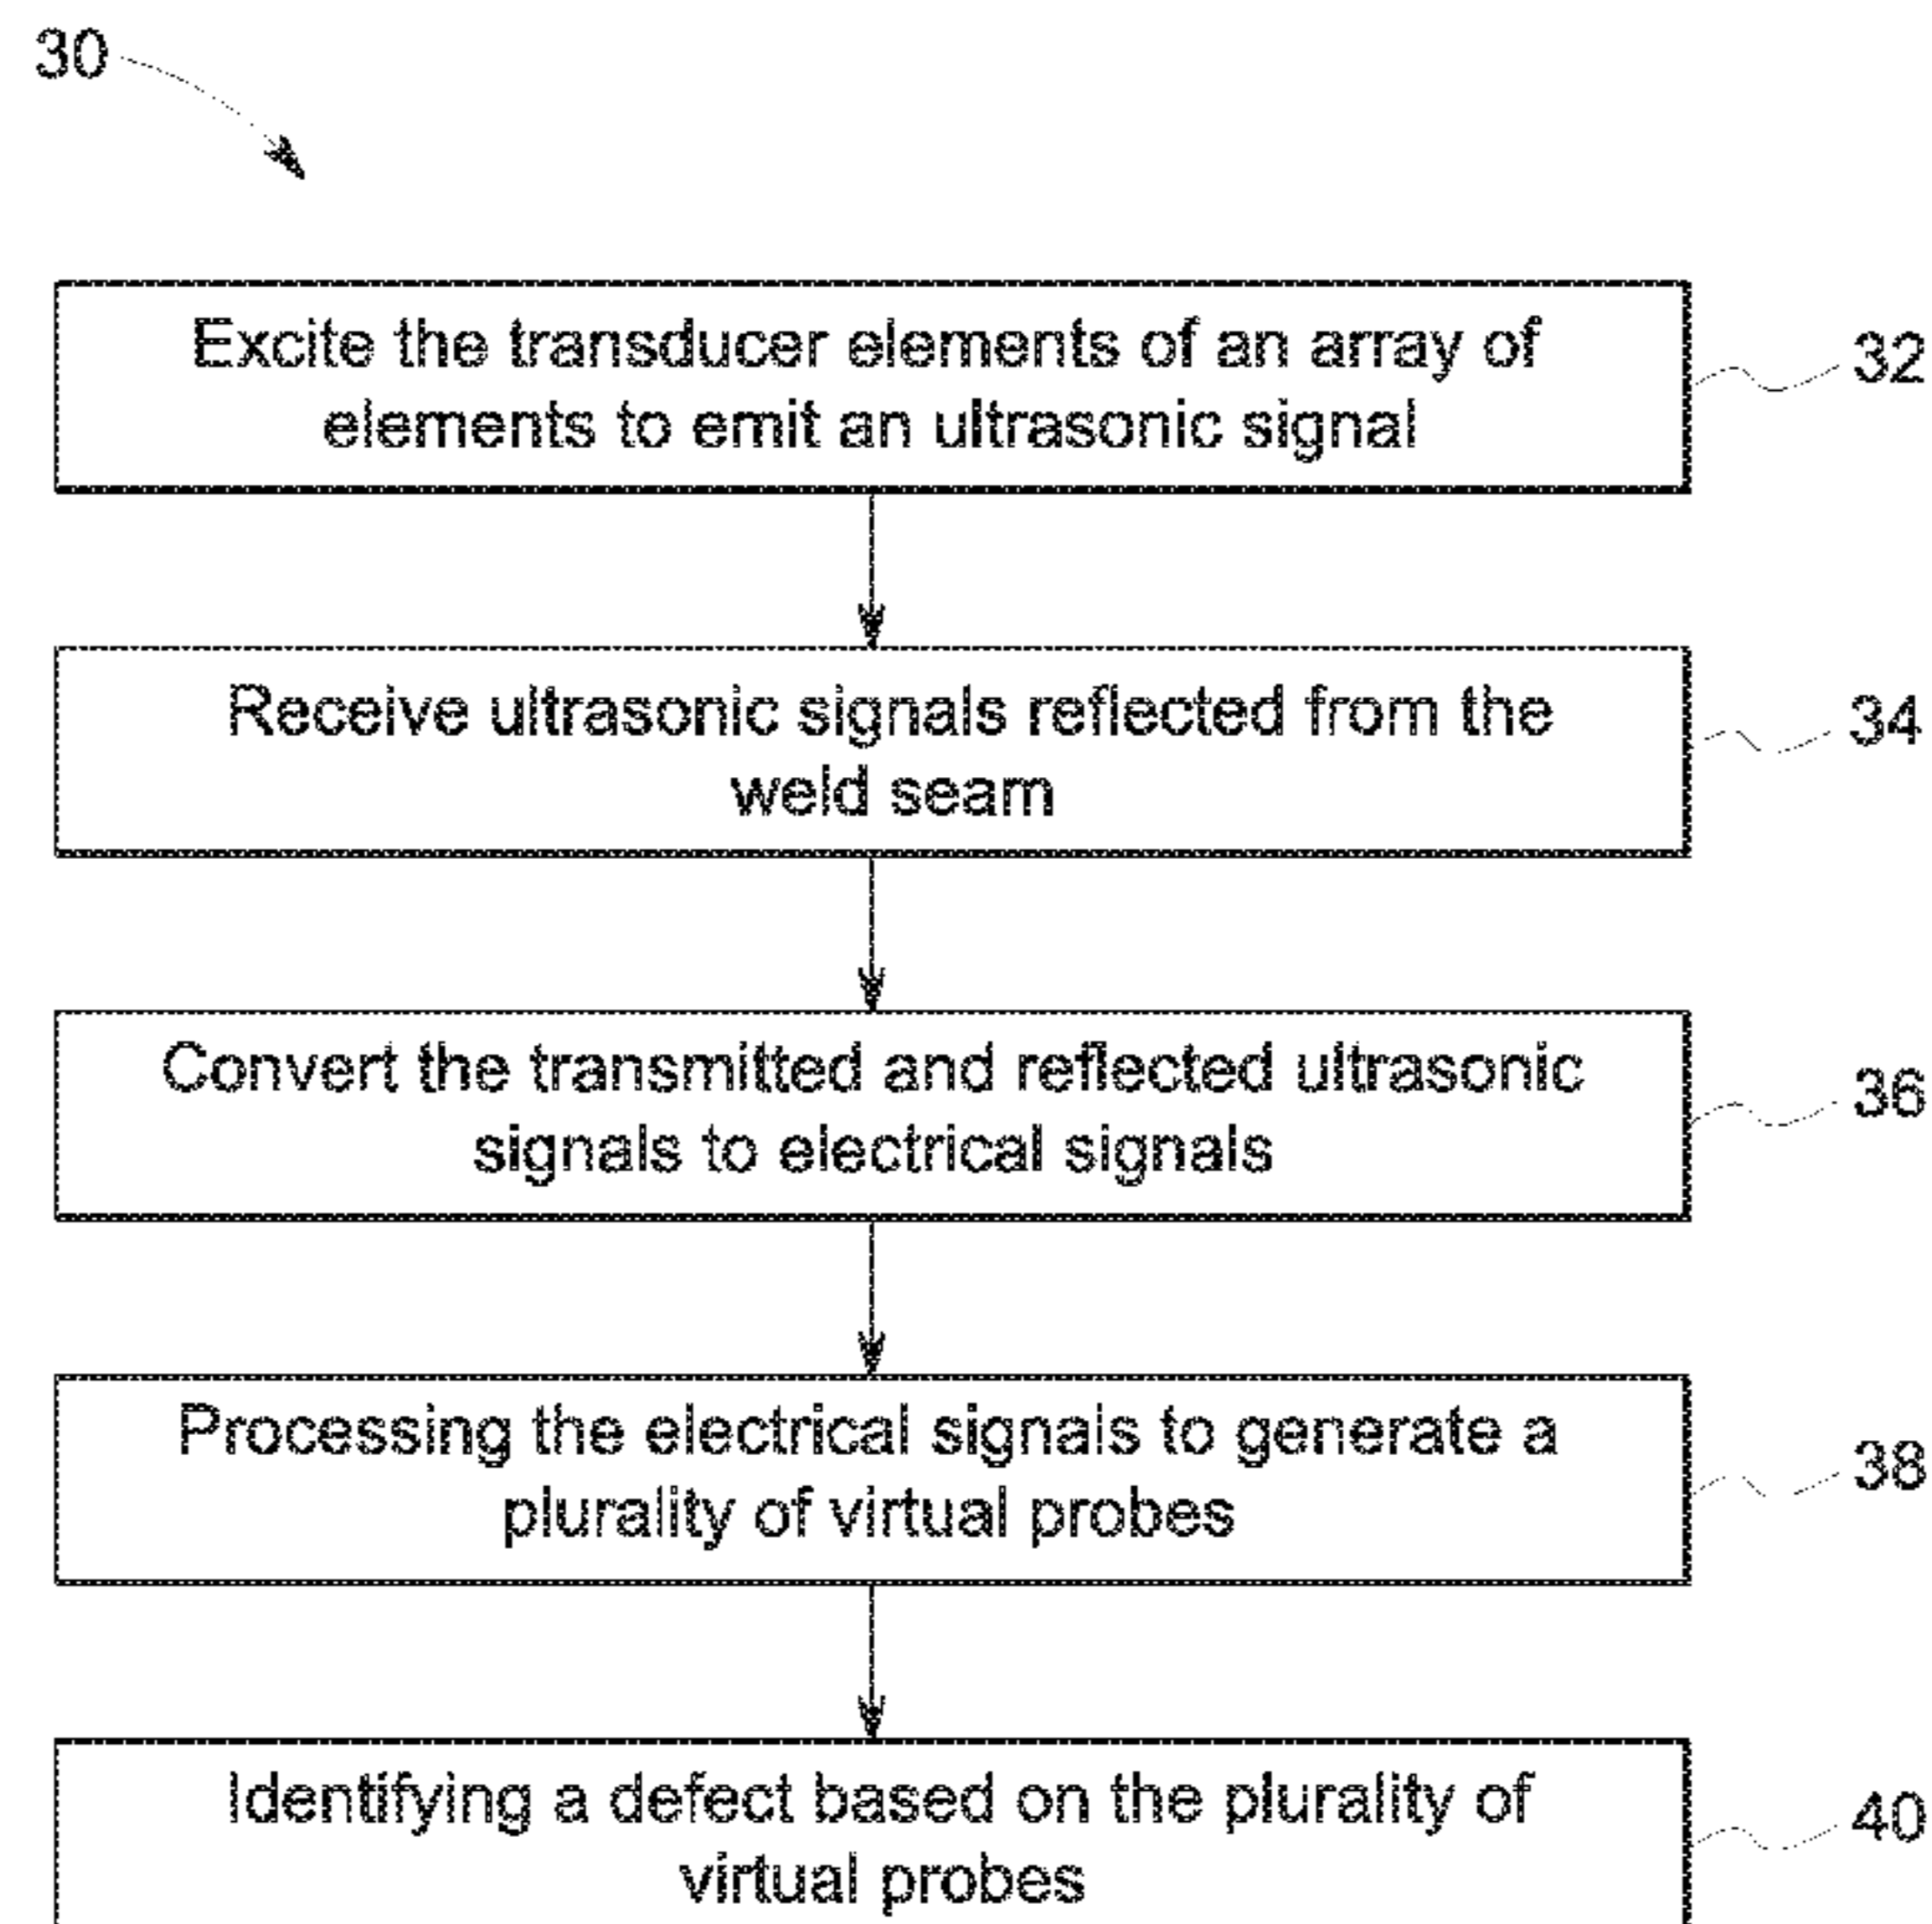 30
Excite the transducer elements of an array of
elements to emit an ultrasonic signal
32
Receive ultrasonic signals reflected from the
weld seam
34
Convert the transmitted and reflected ultrasonic
signals to electrical signals
36
Processing the electrical signals to generate a
plurality of virtual probes
38
Identifying a defect based on the plurality of
virtual probes
40